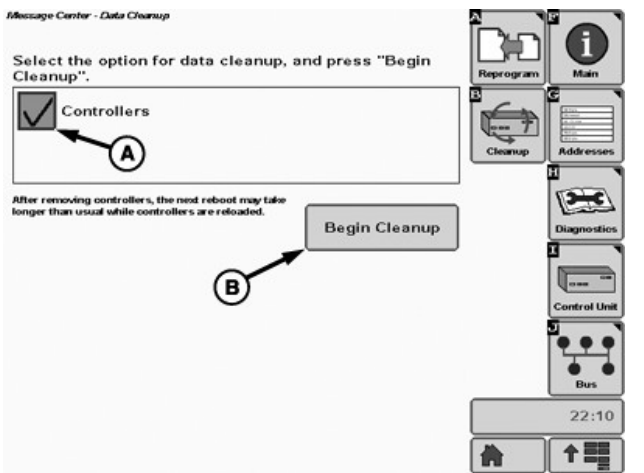 Message Center - Data Cleanup
Select the option for data cleanup, and press "Begin
Cleanup".
Controllers
A
After removing controllers, the next reboot may take
longer than usual while controllers are reloaded.
Begin Cleanup
B
A
Reprogram
F
Main
B
Cleanup
G
Addresses
H
Diagnostics
I
Control Unit
J
Bus
22:10